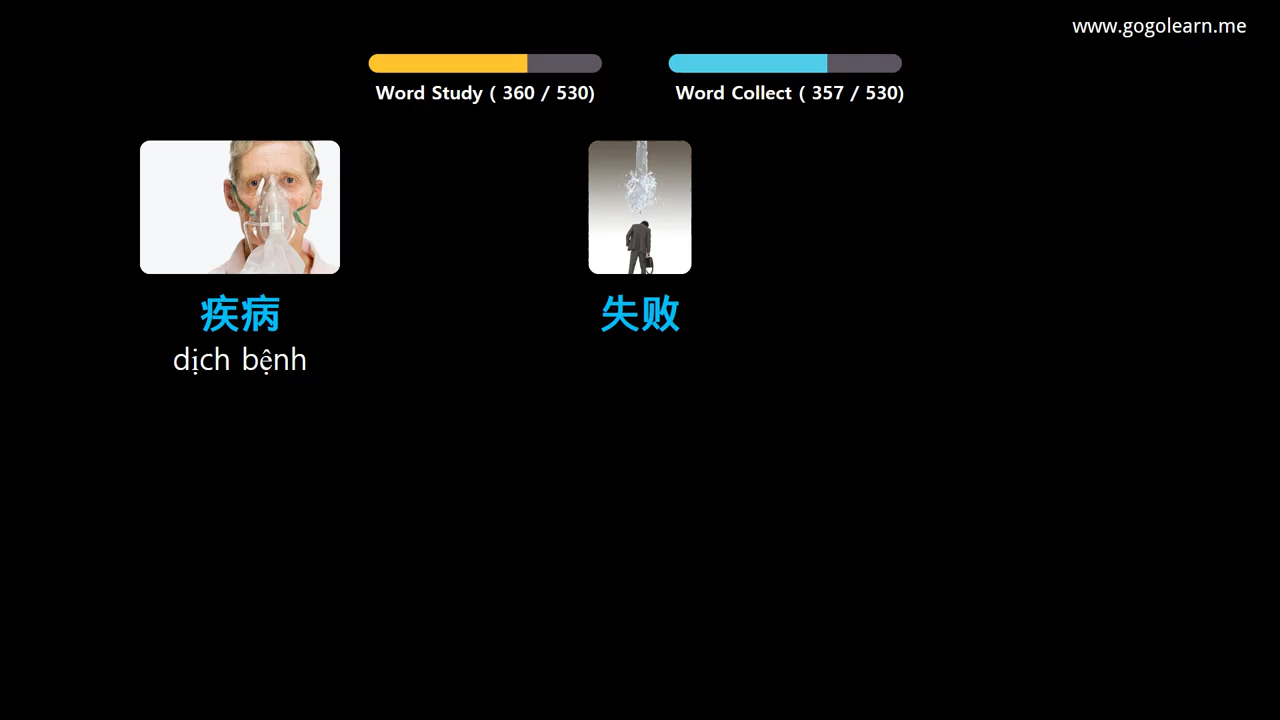 www.gogolearn.me
Word Study ( 360 / 530)
Word Collect ( 357 / 530)
疾病
dịch bệnh
失败